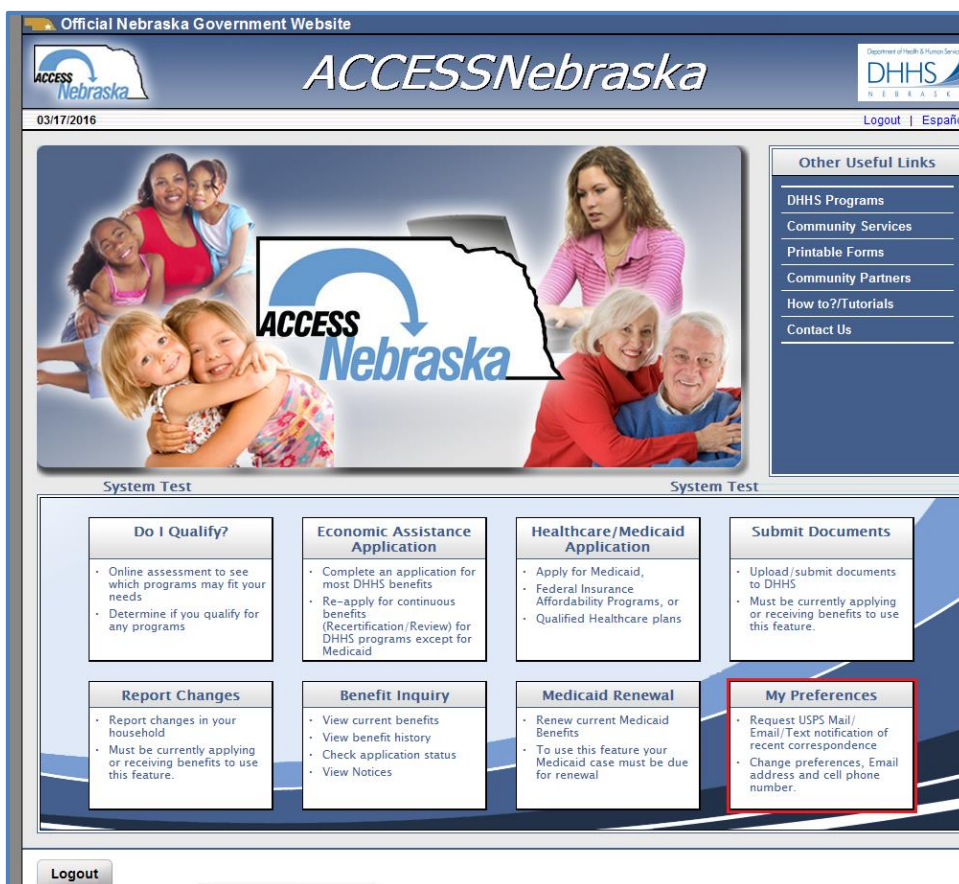 Official Nebraska Government Website
ACCESS
Nebraska
ACCESSNebraska
Department of Health & Human Services
DHHS
NEBRASK
03/17/2016
Logout | Españo
ACCESS
Nebraska
Other Useful Links
DHHS Programs
Community Services
Printable Forms
Community Partners
How to?/Tutorials
Contact Us
System Test
System Test
Do I Qualify?
· Online assessment to see
which programs may fit your
needs
· Determine if you qualify for
any programs
Economic Assistance
Application
· Complete an application for
most DHHS benefits
· Re-apply for continuous
benefits
(Recertification/Review) for
DHHS programs except for
Medicaid
Healthcare/Medicaid
Application
· Apply for Medicaid,
· Federal Insurance
Affordability Programs, or
· Qualified Healthcare plans
Submit Documents
· Upload/submit documents
to DHHS
· Must be currently applying
or receiving benefits to use
this feature.
Report Changes
· Report changes in your
household
· Must be currently applying
or receiving benefits to use
this feature.
Benefit Inquiry
· View current benefits
· View benefit history
· Check application status
· View Notices
Medicaid Renewal
· Renew current Medicaid
Benefits
· To use this feature your
Medicaid case must be due
for renewal
My Preferences
· Request USPS Mail/
Email/Text notification of
recent correspondence
· Change preferences, Email
address and cell phone
number.
Logout